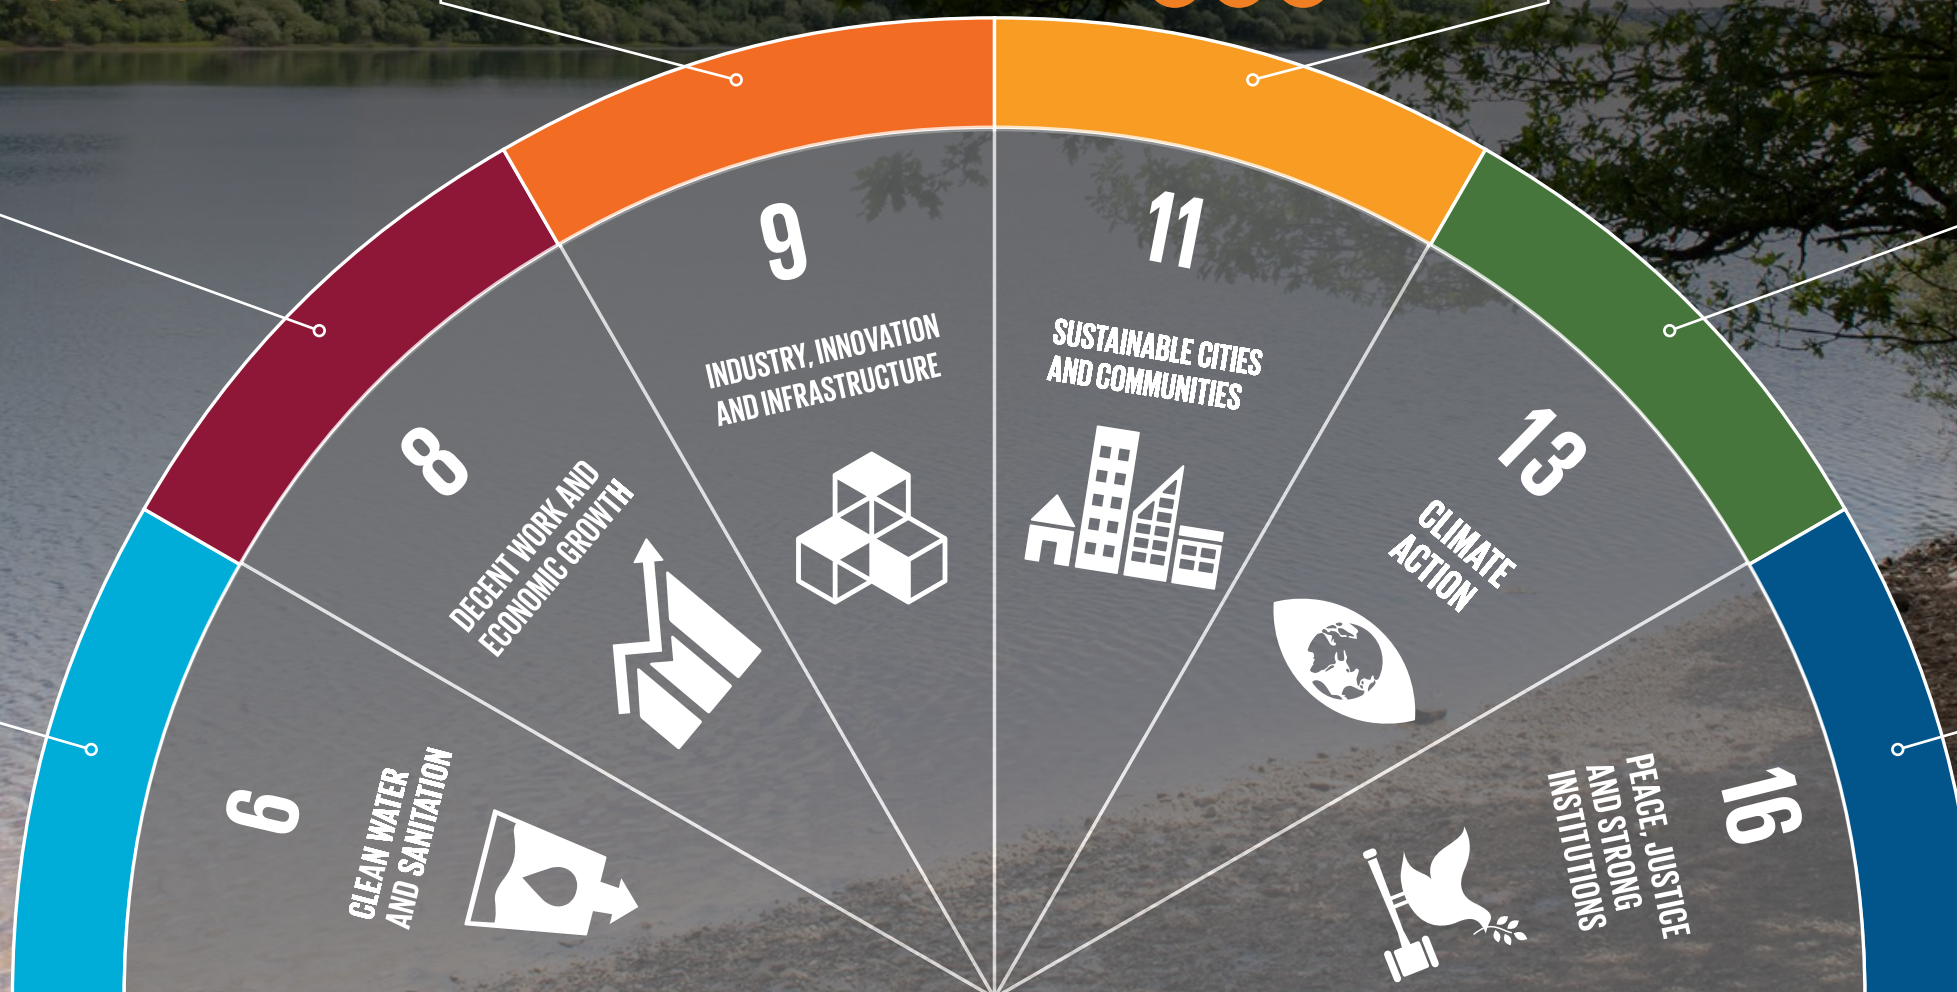 6
CLEAN WATER
AND SANITATION
8
DECENT WORK AND
ECONOMIC GROWTH
9
INDUSTRY, INNOVATION
AND INFRASTRUCTURE
11
SUSTAINABLE CITIES
AND COMMUNITIES
13
CLIMATE
ACTION
16
PEACE, JUSTICE
AND STRONG
INSTITUTIONS